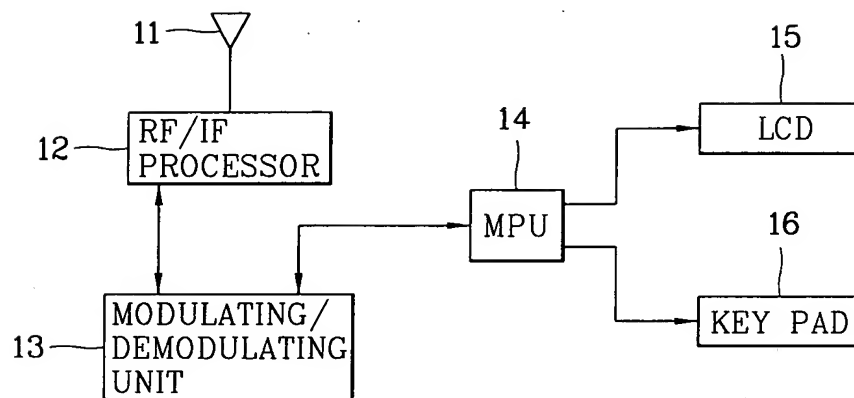 11
12
RF/IF
PROCESSOR
13
MODULATING/
DEMODULATING
UNIT
14
MPU
15
LCD
16
KEY PAD